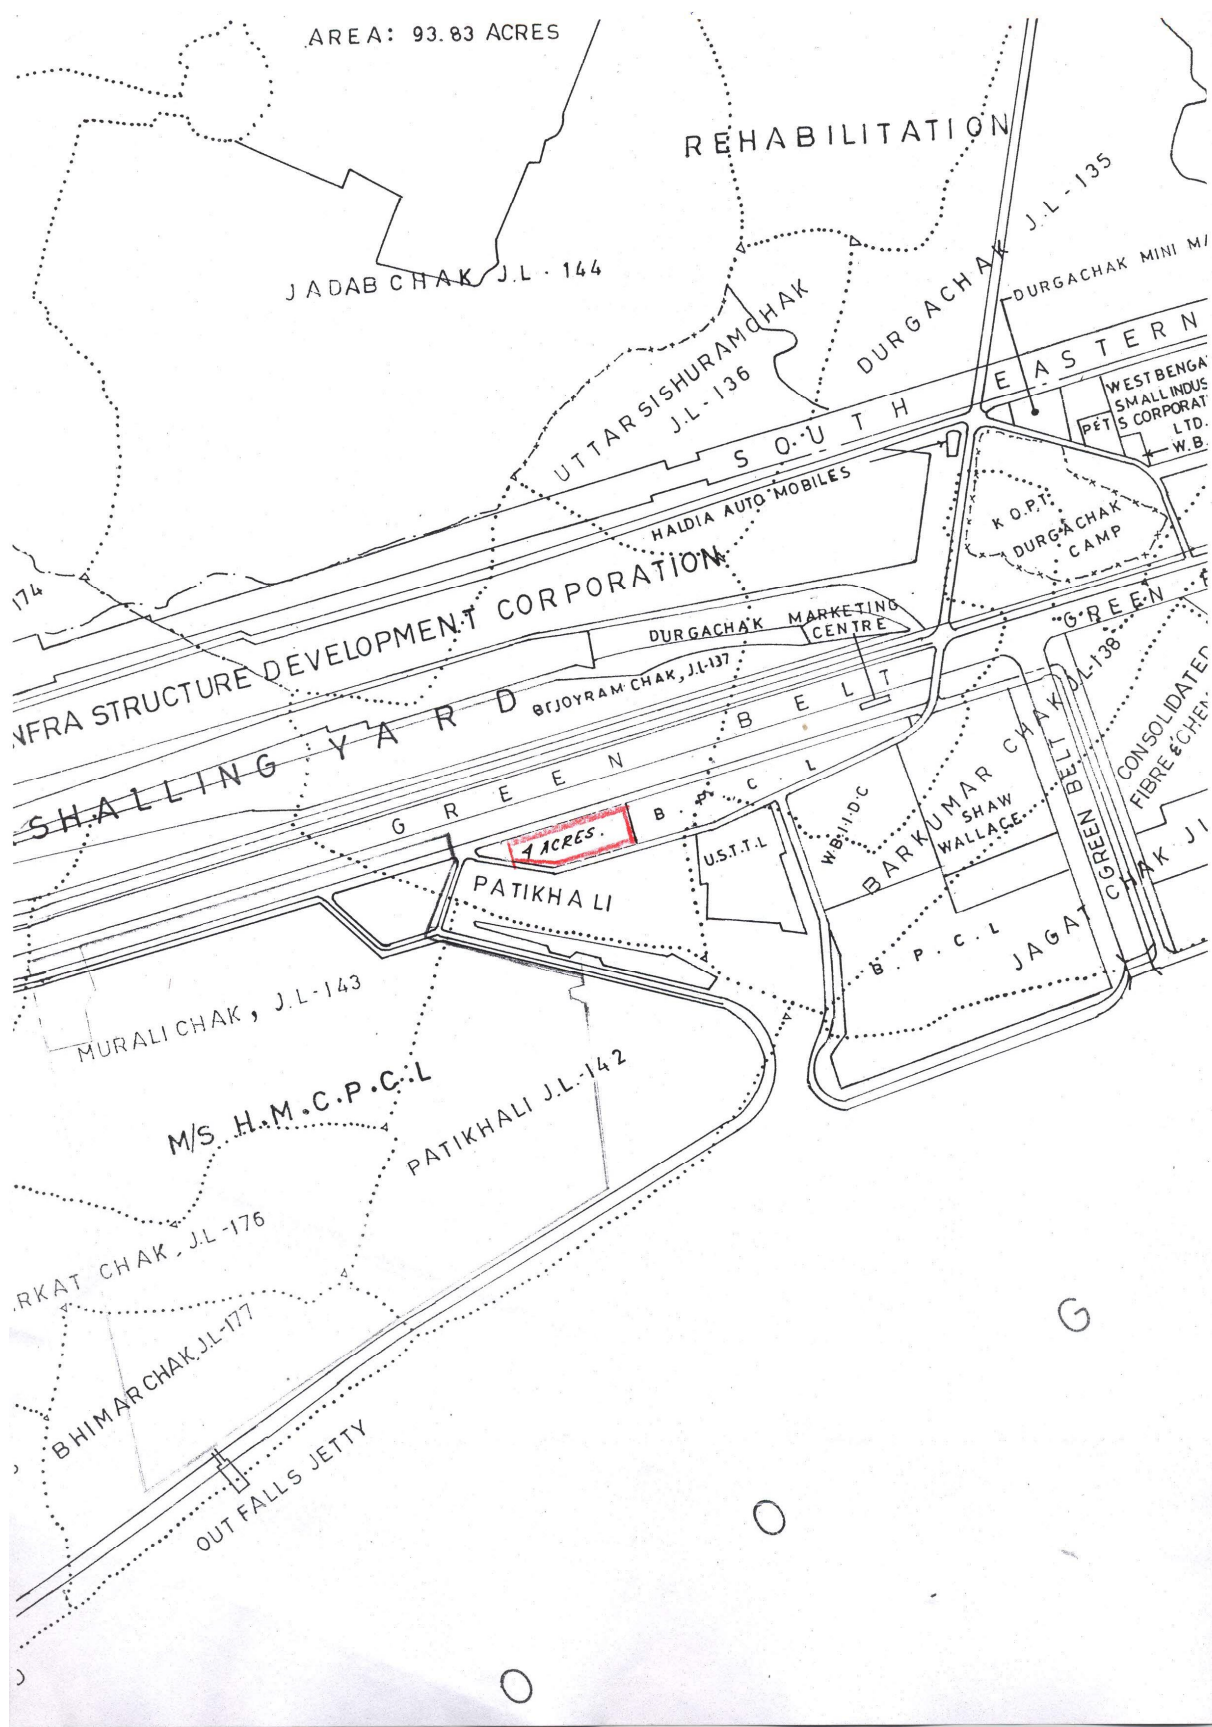 AREA: 93.83 ACRES
REHABILITATION
DURGACHAK J.L-135
JADAB CHAK J.L. 144
DURGACHAK MINI MA
UTTARSISHURAMCHAK
J.L-136
SOUTH EASTERN
WEST BENGA
SMALL INDUS
S CORPORAT
LTD.
W.B.
P&T
HALDIA AUTO MOBILES
K.O.P.T.
DURGACHAK
CAMP
174
NFRA STRUCTURE DEVELOPMENT CORPORATION
DURGACHAK
MARKETING
CENTRE
GREEN
BIJOYRAM CHAK, J.L-137
SHALLING YARD
GREEN BELT
BARKUMAR CHAK J.L-138
CONSOLIDATED
FIBRE & CHEM
B.P.C.L
4 ACRES.
U.S.T.T.L
W.B.I.I.D.C
SHAW
WALLACE
GREEN BELT
PATIKHALI
B.P.C.L
JAGAT CHAK J.
MURALI CHAK, J.L-143
M/S H.M.C.P.C.L
PATIKHALI J.L-142
RKAT CHAK, J.L-176
BHIMAR CHAK, J.L-177
OUT FALLS JETTY
G
O
O